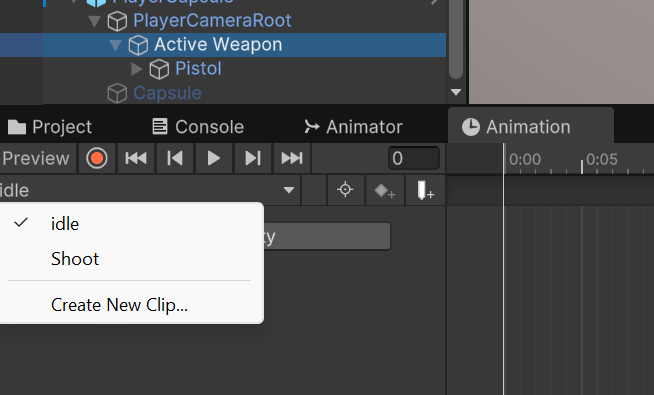 PlayerCapsule
PlayerCameraRoot
Active Weapon
Pistol
Capsule
Project
Console
Animator
Animation
Preview
0
0:00
0:05
idle
idle
Shoot
Create New Clip...